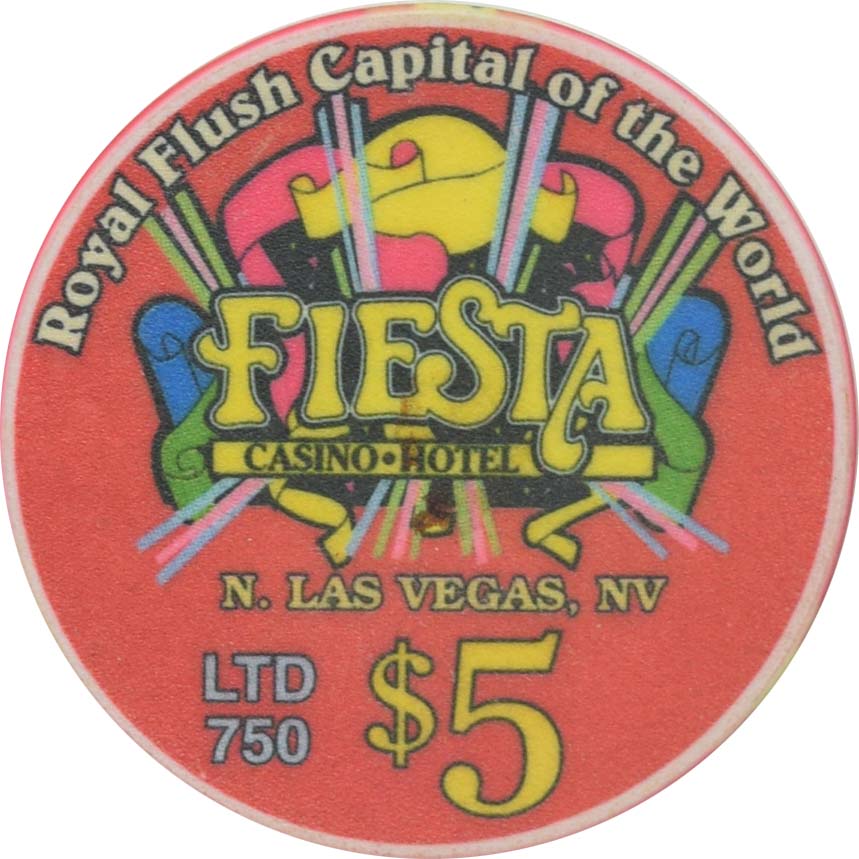 Royal Flush Capital of the World
FIESTA
CASINO • HOTEL
N. LAS VEGAS, NV
LTD
750
$5